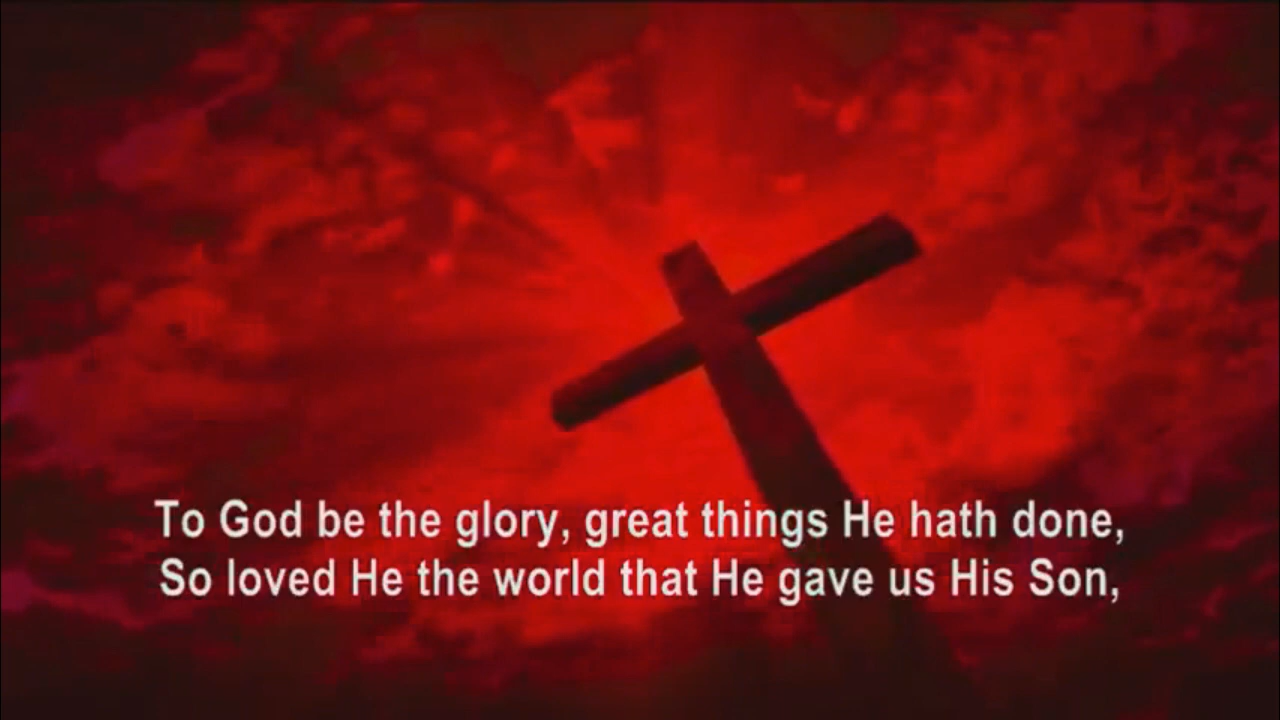 To God be the glory, great things He hath done,
So loved He the world that He gave us His Son,